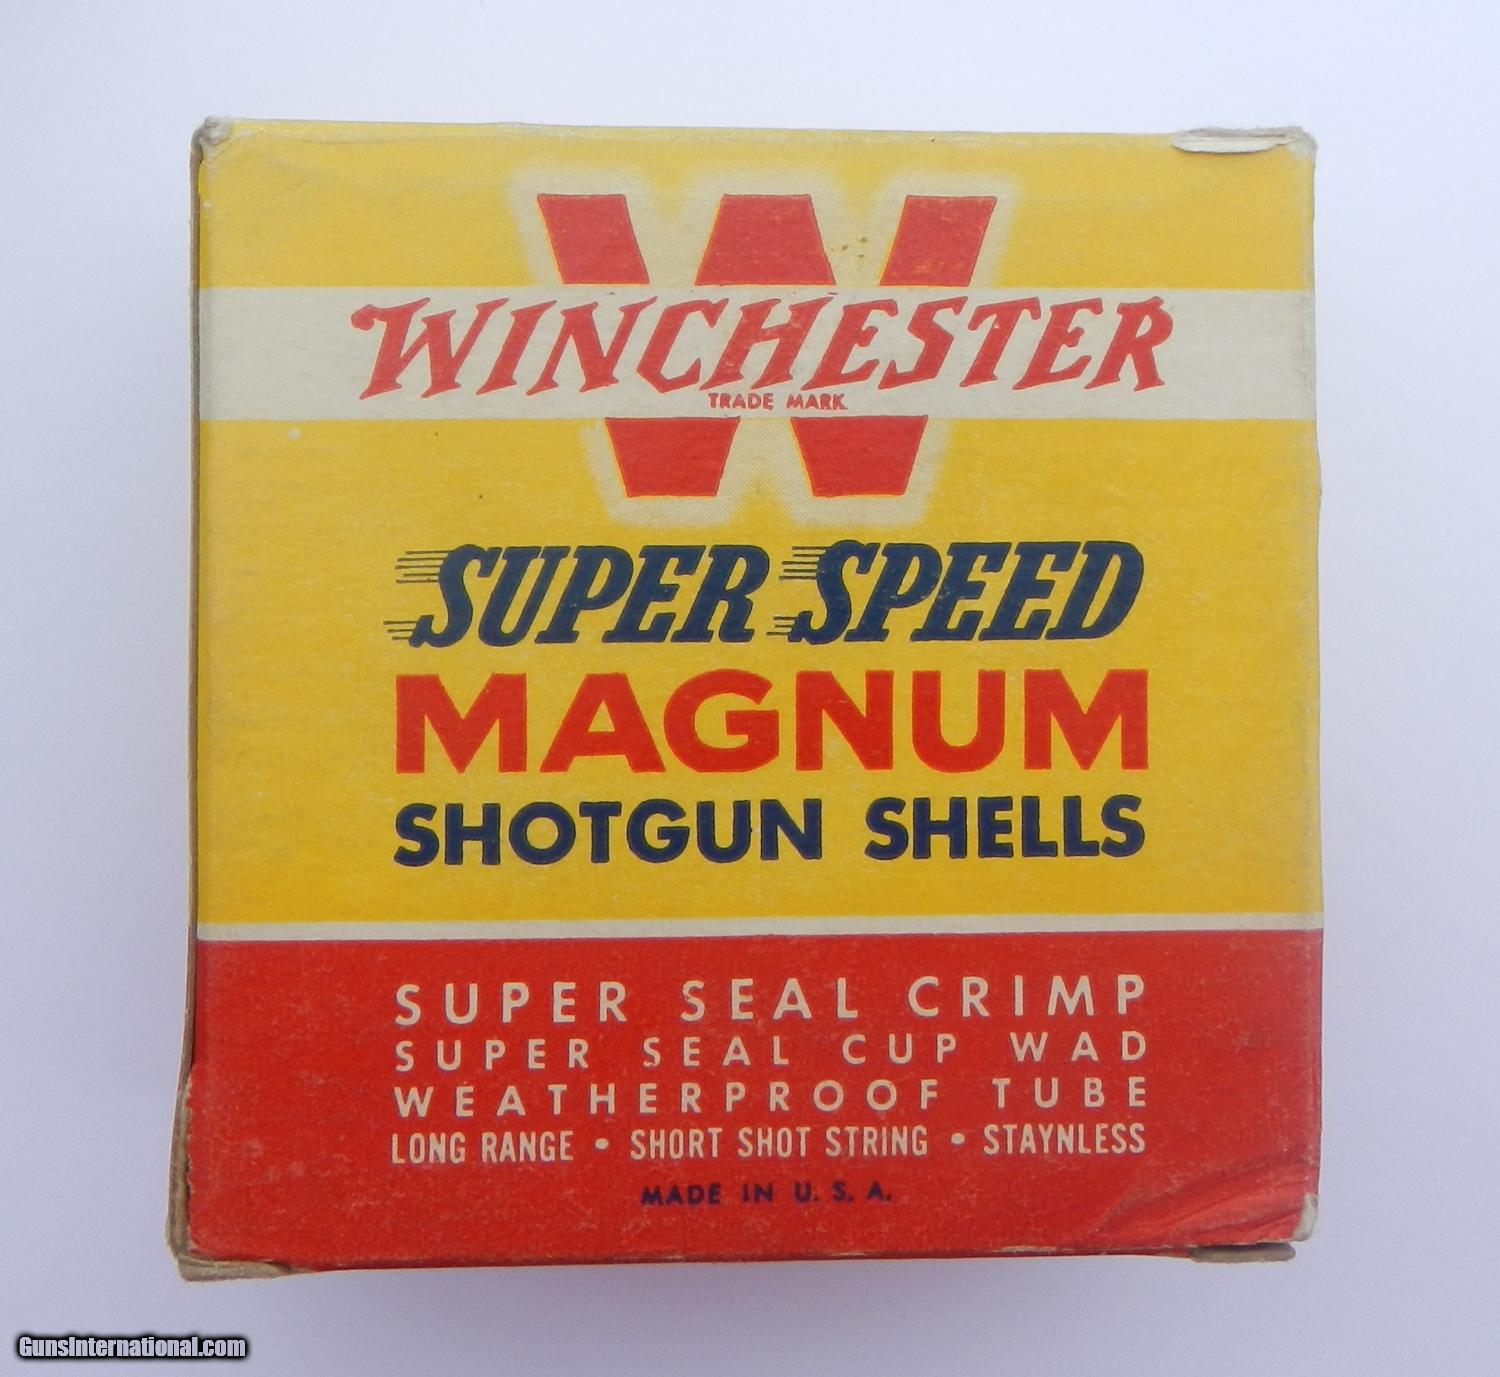 W
WINCHESTER
TRADE MARK
SUPER SPEED
MAGNUM
SHOTGUN SHELLS
SUPER SEAL CRIMP
SUPER SEAL CUP WAD
WEATHERPROOF TUBE
LONG RANGE • SHORT SHOT STRING • STAYNLESS
MADE IN U. S. A.
GunsInternational.com